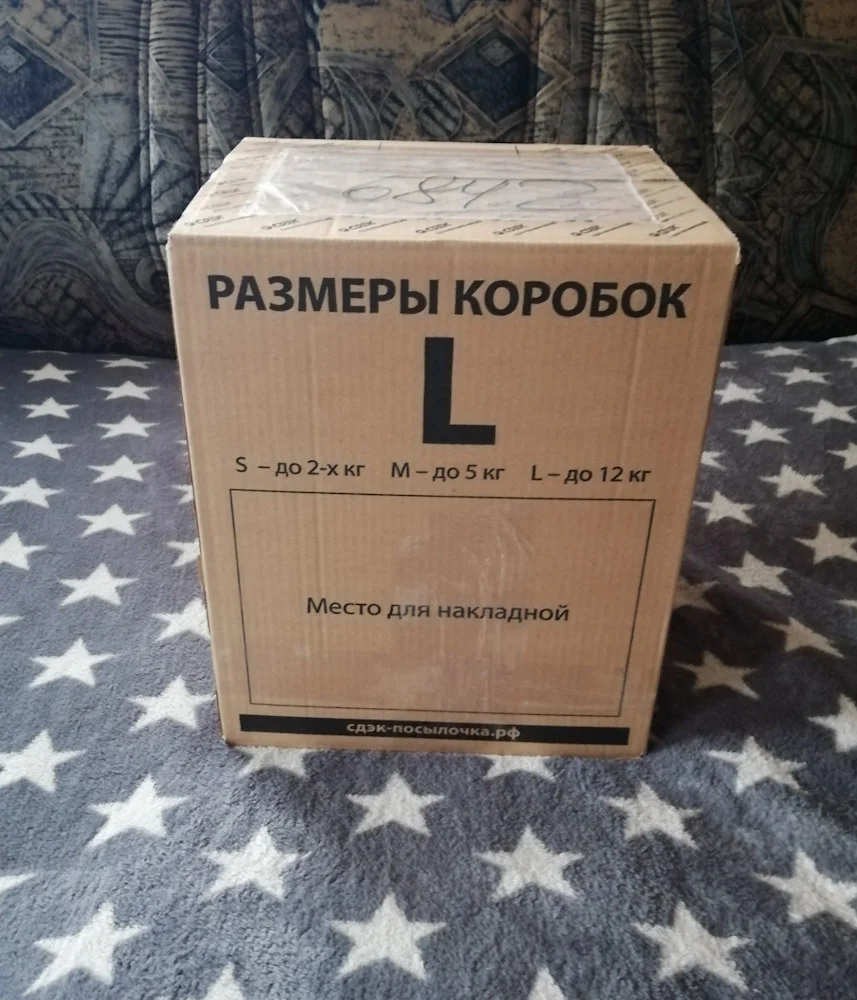 6842
РАЗМЕРЫ КОРОБОК
L
S – до 2-х кг М – до 5 кг L – до 12 кг
Место для накладной
сдэк-посылочка.рф